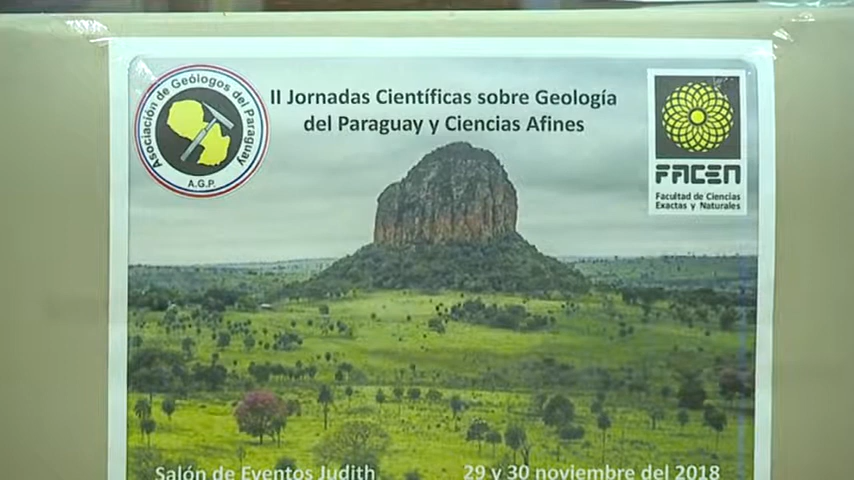 Asociación de Geólogos del Paraguay
A.G.P.
II Jornadas Científicas sobre Geología
del Paraguay y Ciencias Afines
FACEN
Facultad de Ciencias
Exactas y Naturales
Salón de Eventos Judith
29 y 30 noviembre del 2018